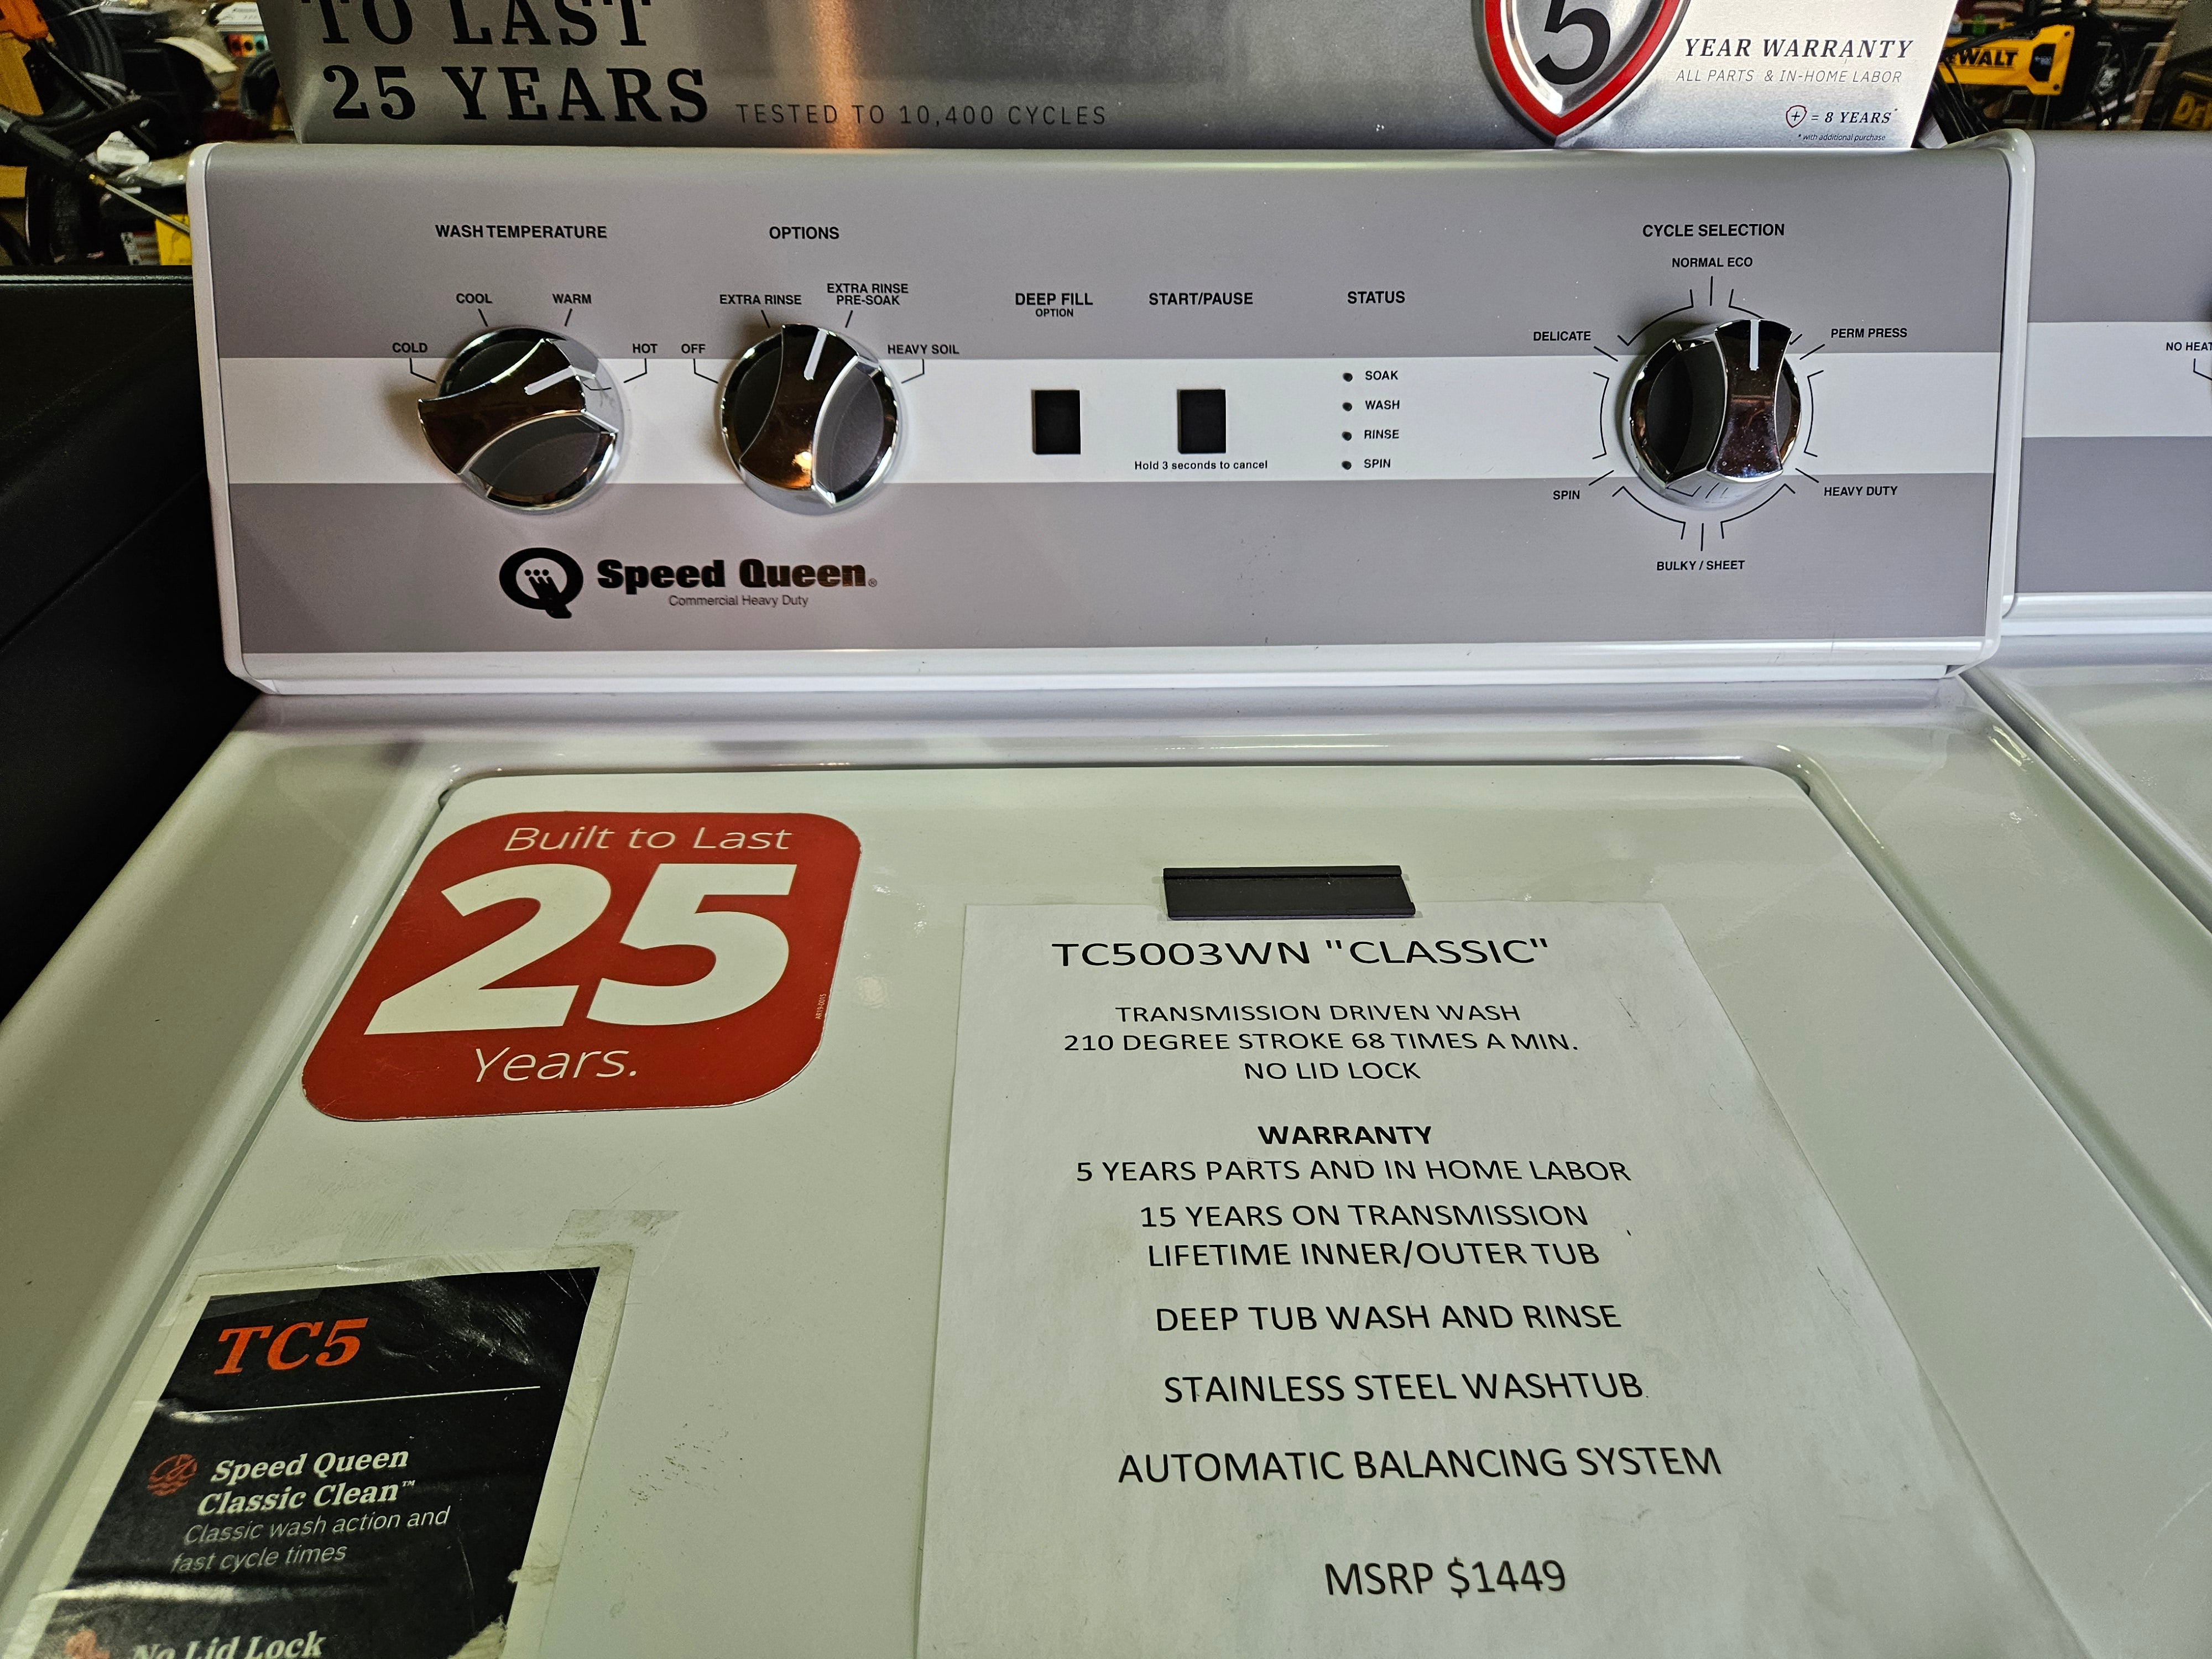 TO LAST
25 YEARS TESTED TO 10,400 CYCLES
5
YEAR WARRANTY
ALL PARTS & IN-HOME LABOR
+ = 8 YEARS*
* with additional purchase
DEWALT
WASH TEMPERATURE
COLD
COOL
WARM
HOT
OPTIONS
OFF
EXTRA RINSE
EXTRA RINSE
PRE-SOAK
HEAVY SOIL
DEEP FILL
OPTION
START/PAUSE
Hold 3 seconds to cancel
STATUS
SOAK
WASH
RINSE
SPIN
CYCLE SELECTION
NORMAL ECO
DELICATE
PERM PRESS
SPIN
HEAVY DUTY
BULKY / SHEET
NO HEAT
Speed Queen®
Commercial Heavy Duty
Built to Last
25
Years.
TC5003WN "CLASSIC"
TRANSMISSION DRIVEN WASH
210 DEGREE STROKE 68 TIMES A MIN.
NO LID LOCK
WARRANTY
5 YEARS PARTS AND IN HOME LABOR
15 YEARS ON TRANSMISSION
LIFETIME INNER/OUTER TUB
DEEP TUB WASH AND RINSE
STAINLESS STEEL WASHTUB
AUTOMATIC BALANCING SYSTEM
MSRP $1449
TC5
Speed Queen
Classic Clean™
Classic wash action and
fast cycle times
No Lid Lock